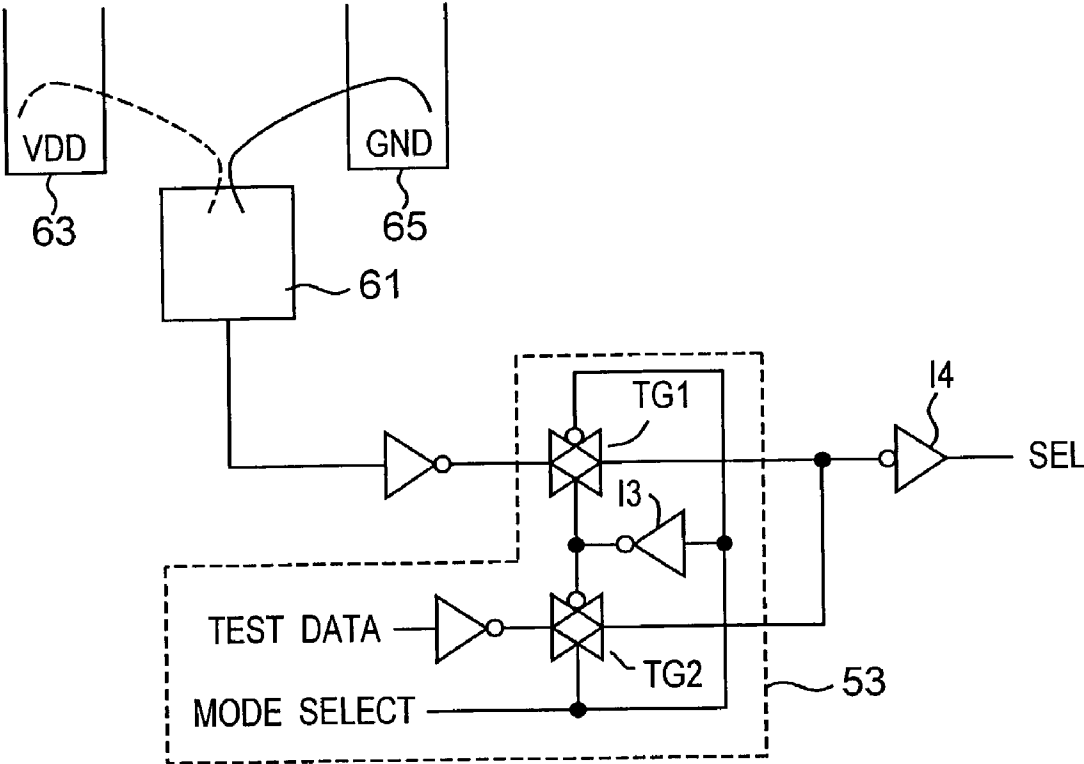 VDD
GND
63
65
61
I4
TG1
SEL
I3
TEST DATA
TG2
53
MODE SELECT